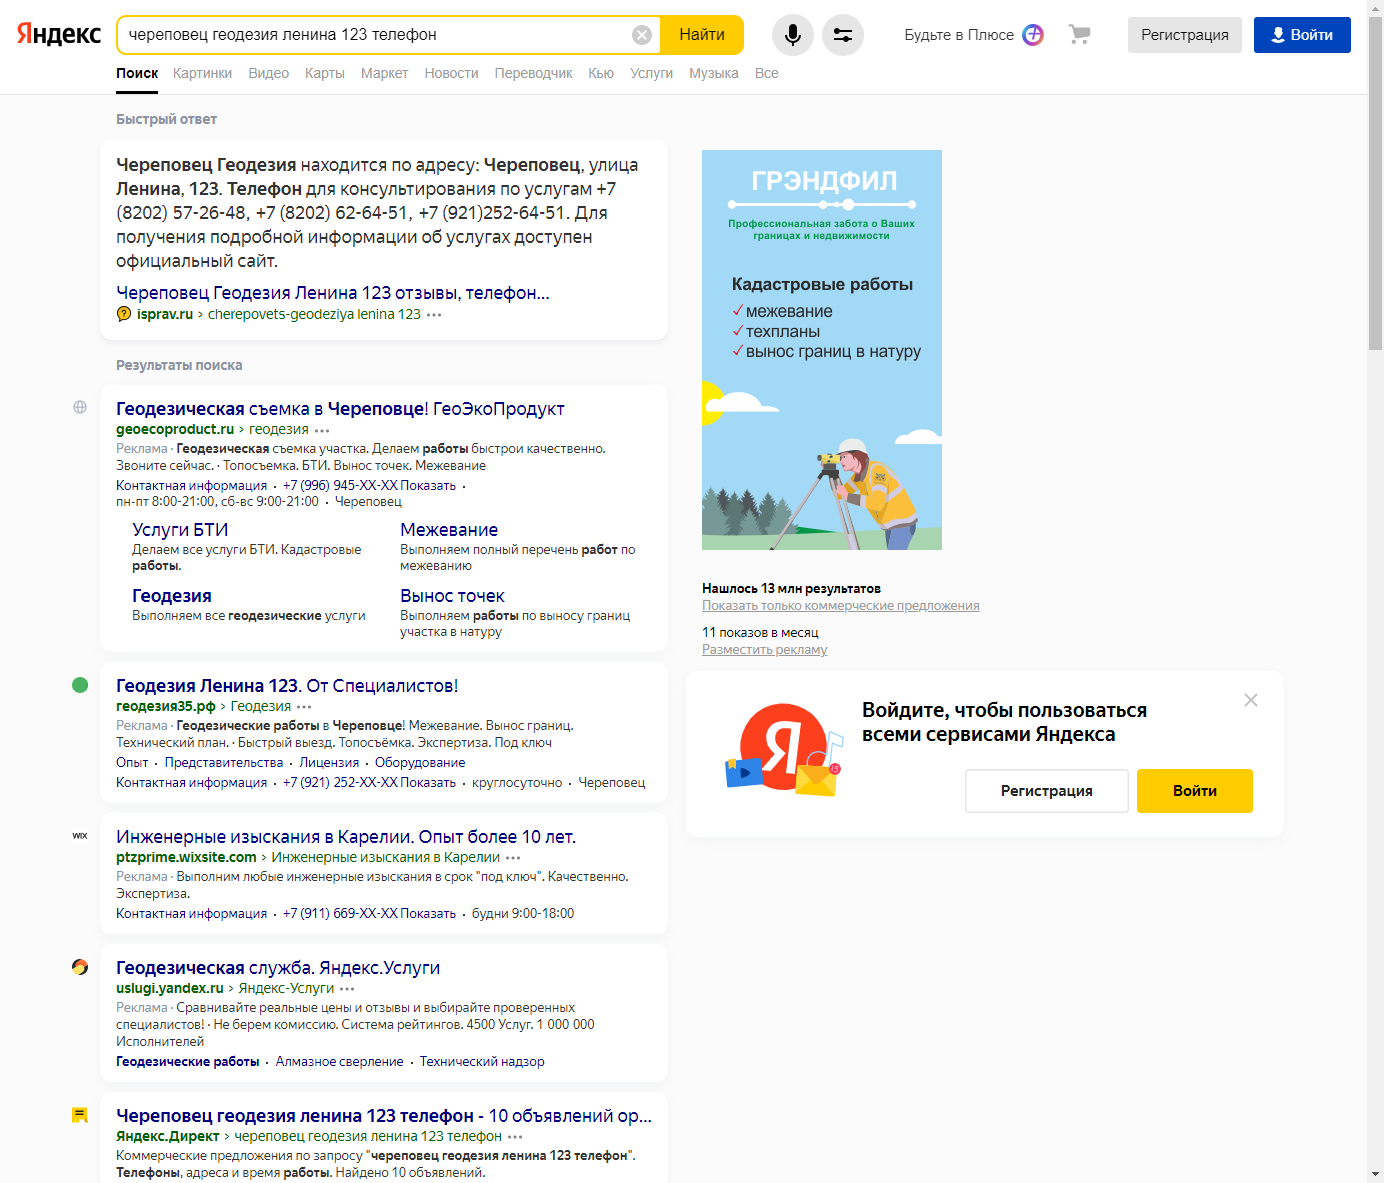 Яндекс
череповец геодезия ленина 123 телефон
Найти
Будьте в Плюсе
Регистрация
Войти
Поиск Картинки Видео Карты Маркет Новости Переводчик Кью Услуги Музыка Все
Быстрый ответ
Череповец Геодезия находится по адресу: Череповец, улица
Ленина, 123. Телефон для консультирования по услугам +7
(8202) 57-26-48, +7 (8202) 62-64-51, +7 (921)252-64-51. Для
получения подробной информации об услугах доступен
официальный сайт.
Череповец Геодезия Ленина 123 отзывы, телефон...
isprav.ru › cherepovets-geodeziya lenina 123
Результаты поиска
Геодезическая съемка в Череповце! ГеоЭкоПродукт
geoecoproduct.ru › геодезия
Реклама · Геодезическая съемка участка. Делаем работы быстрои качественно.
Звоните сейчас. · Топосъемка. БТИ. Вынос точек. Межевание
Контактная информация · +7 (996) 945-XX-XX Показать ·
пн-пт 8:00-21:00, сб-вс 9:00-21:00 · Череповец
Услуги БТИ
Делаем все услуги БТИ. Кадастровые
работы.
Межевание
Выполняем полный перечень работ по
межеванию
Геодезия
Выполняем все геодезические услуги
Вынос точек
Выполняем работы по выносу границ
участка в натуру
Геодезия Ленина 123. От Специалистов!
геодезия35.рф › Геодезия
Реклама · Геодезические работы в Череповце! Межевание. Вынос границ.
Технический план. · Быстрый выезд. Топосъёмка. Экспертиза. Под ключ
Опыт · Представительства · Лицензия · Оборудование
Контактная информация · +7 (921) 252-XX-XX Показать · круглосуточно · Череповец
WIX
Инженерные изыскания в Карелии. Опыт более 10 лет.
ptzprime.wixsite.com › Инженерные изыскания в Карелии
Реклама · Выполним любые инженерные изыскания в срок "под ключ". Качественно.
Экспертиза.
Контактная информация · +7 (911) 669-XX-XX Показать · будни 9:00-18:00
Геодезическая служба. Яндекс.Услуги
uslugi.yandex.ru › Яндекс-Услуги
Реклама · Сравнивайте реальные цены и отзывы и выбирайте проверенных
специалистов! · Не берем комиссию. Система рейтингов. 4500 Услуг. 1 000 000
Исполнителей
Геодезические работы · Алмазное сверление · Технический надзор
Череповец геодезия ленина 123 телефон - 10 объявлений ор...
Яндекс.Директ › череповец геодезия ленина 123 телефон
Коммерческие предложения по запросу "череповец геодезия ленина 123 телефон".
Телефоны, адреса и время работы. Найдено 10 объявлений.
ГРЭНДФИЛ
Профессиональная забота о Ваших
границах и недвижимости
Кадастровые работы
межевание
техпланы
вынос границ в натуру
Нашлось 13 млн результатов
Показать только коммерческие предложения
11 показов в месяц
Разместить рекламу
Я
15
Войдите, чтобы пользоваться
всеми сервисами Яндекса
Регистрация
Войти